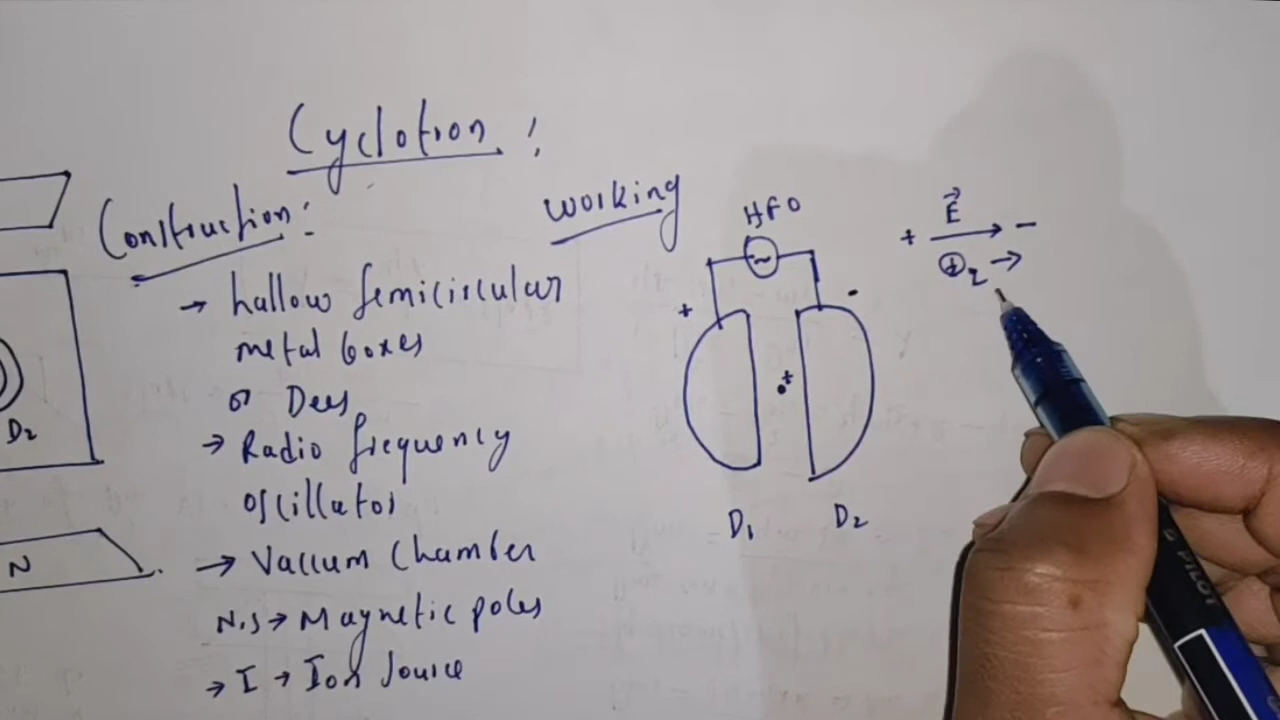 Cyclotron :
Construction :
→ hallow semicircular
metal boxes
or Dees
→ Radio frequency
oscillator
→ Vaccum Chamber
N,S → Magnetic poles
→ I → Ion source
working
HFO
+ -
+
D1 D2
E
+ → -
+ q →
D2
N
PILOT